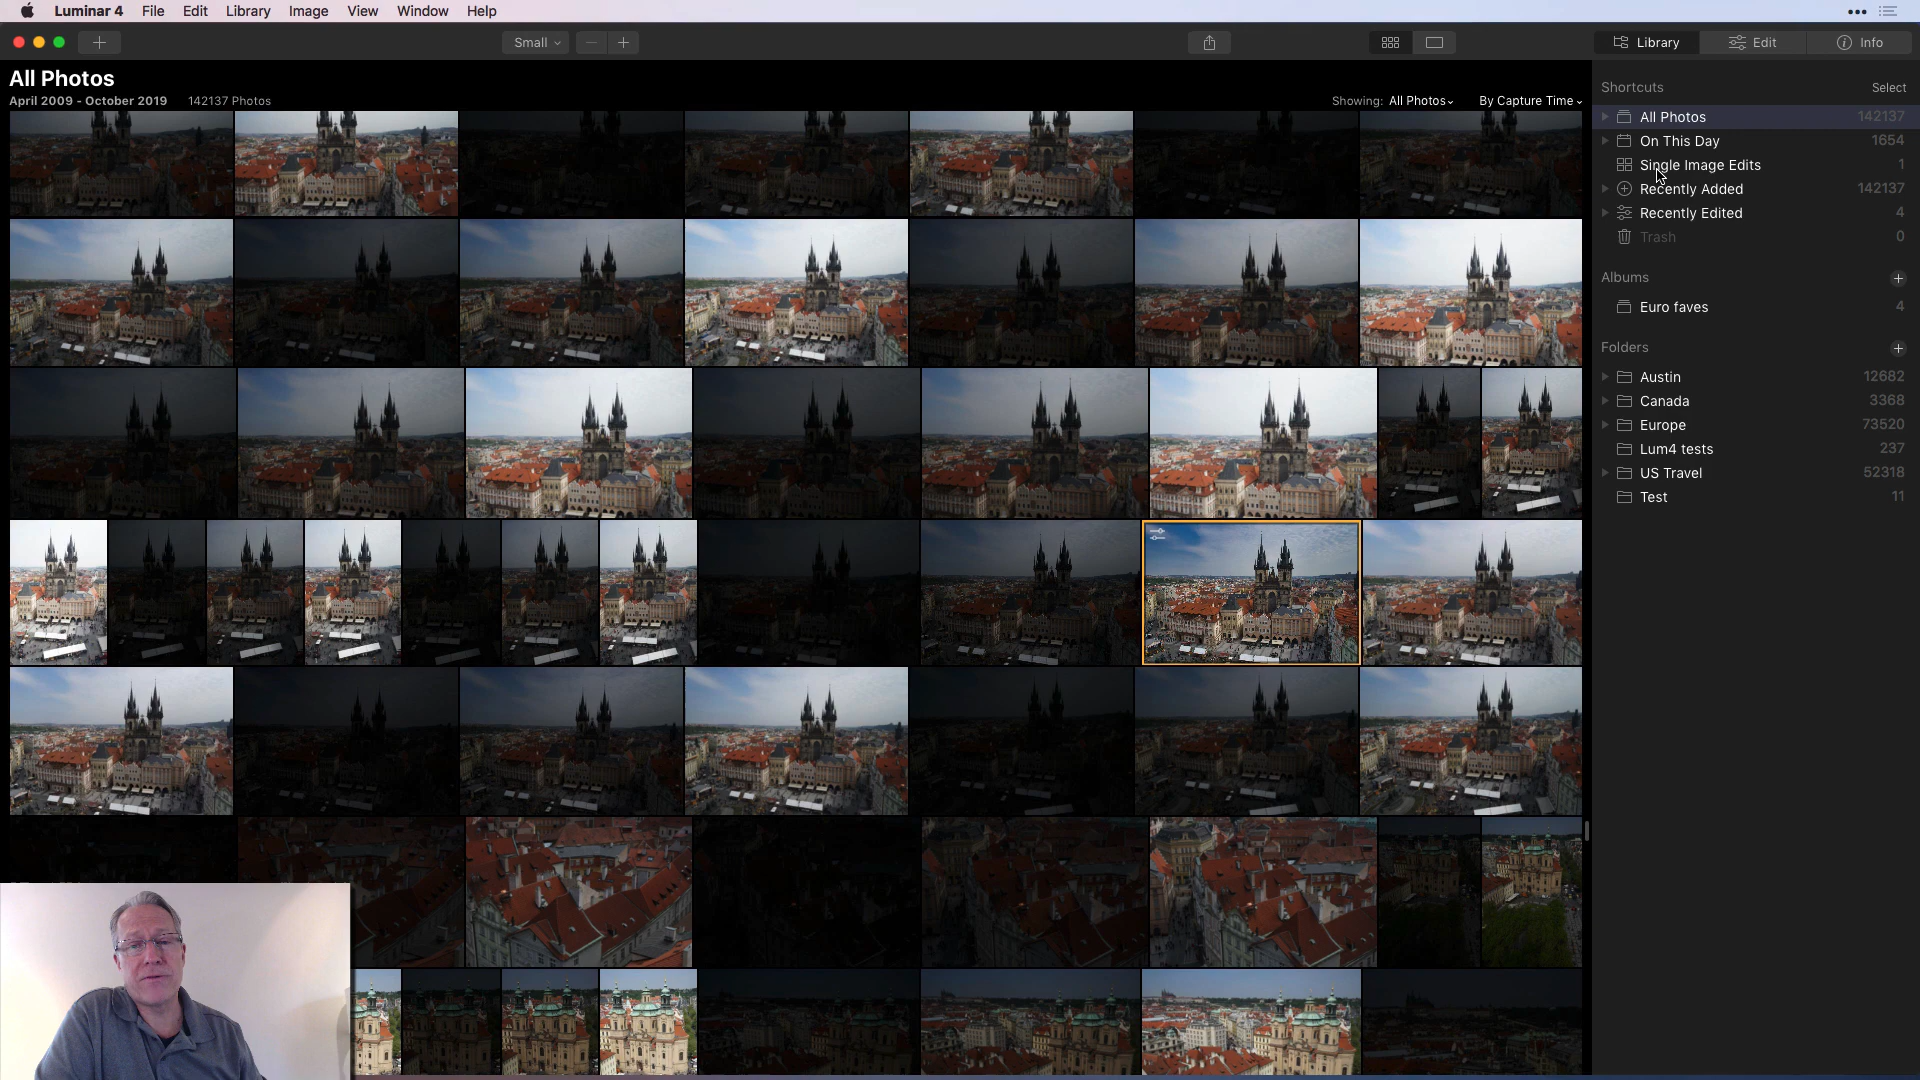 Luminar 4 File Edit Library Image View Window Help
Small
Library Edit Info
All Photos
April 2009 - October 2019 142137 Photos
Showing: All Photos By Capture Time
Shortcuts Select
All Photos 142137
On This Day 1654
Single Image Edits 1
Recently Added 142137
Recently Edited 4
Trash 0
Albums
Euro faves 4
Folders
Austin 12682
Canada 3368
Europe 73520
Lum4 tests 237
US Travel 52318
Test 11